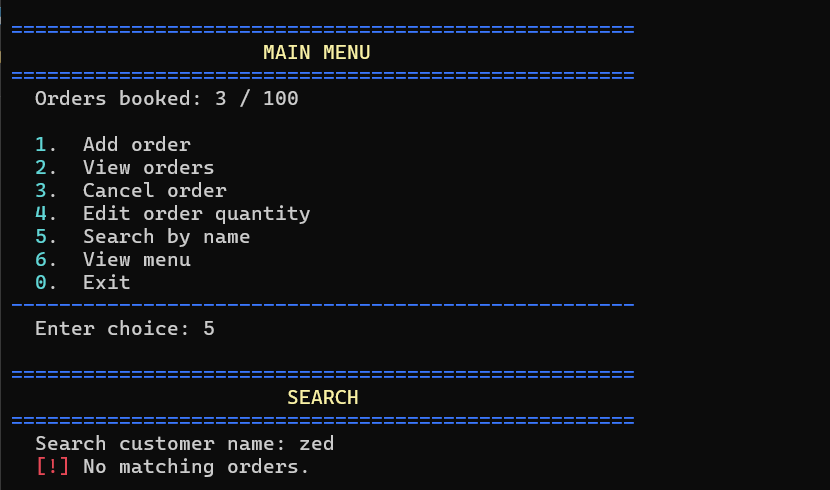 ====================================================
MAIN MENU
====================================================
Orders booked: 3 / 100
1. Add order
2. View orders
3. Cancel order
4. Edit order quantity
5. Search by name
6. View menu
0. Exit
----------------------------------------------------
Enter choice: 5
====================================================
SEARCH
====================================================
Search customer name: zed
[!] No matching orders.